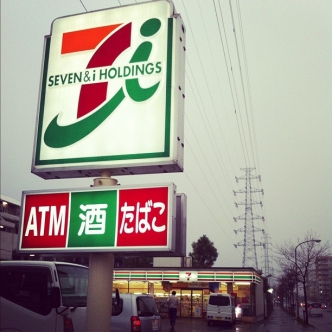 SEVEN & i HOLDINGS
ATM 酒 たばこ